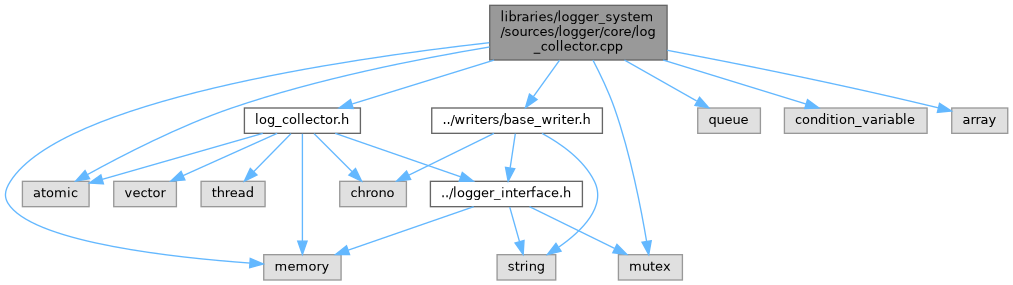 libraries/logger_system
/sources/logger/core/log
_collector.cpp
log_collector.h
../writers/base_writer.h
queue
condition_variable
array
atomic
vector
thread
chrono
../logger_interface.h
memory
string
mutex